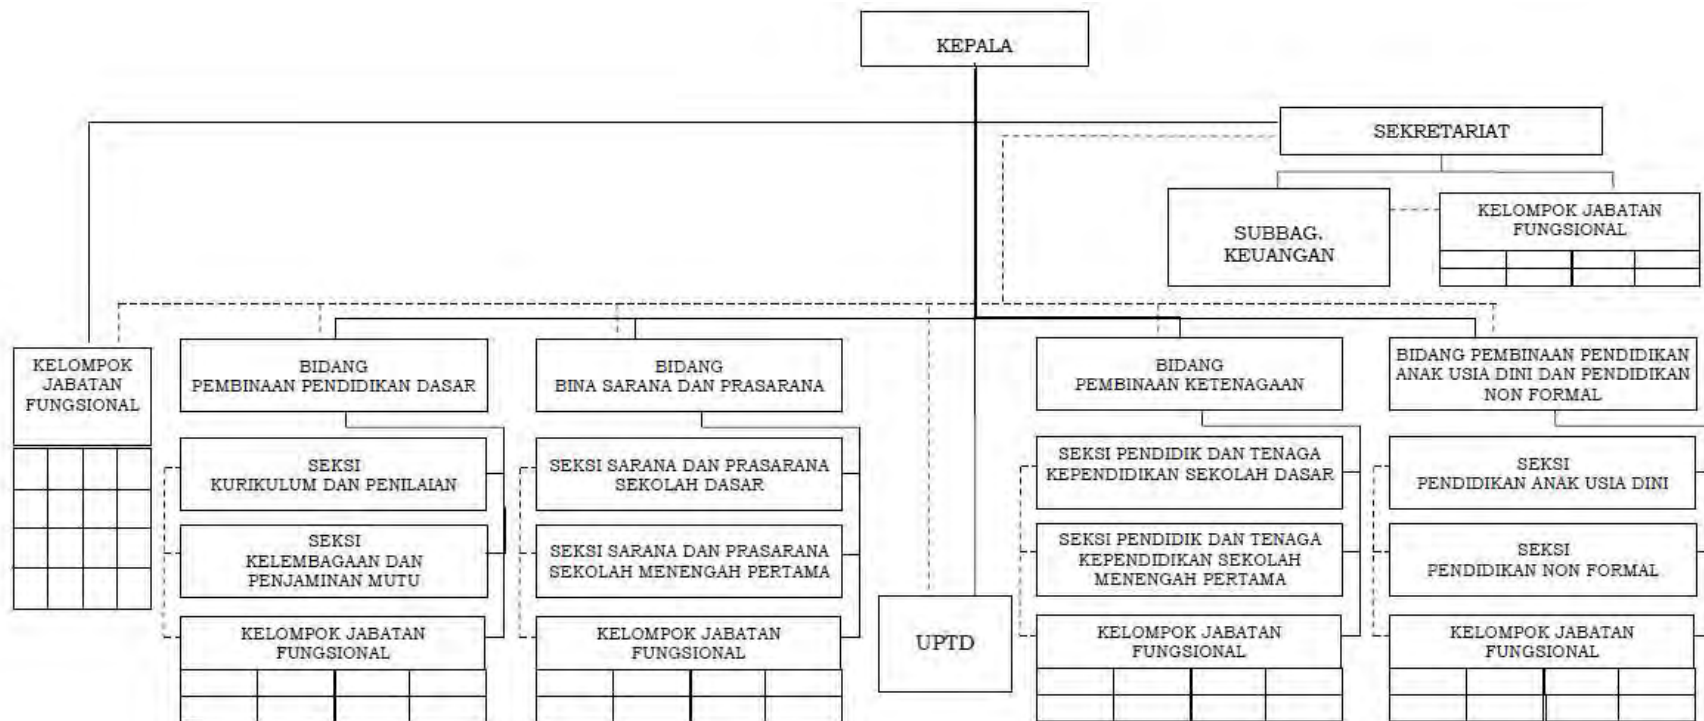 KEPALA
SEKRETARIAT
SUBBAG.
KEUANGAN
KELOMPOK JABATAN
FUNGSIONAL
KELOMPOK
JABATAN
FUNGSIONAL
BIDANG
PEMBINAAN PENDIDIKAN DASAR
SEKSI
KURIKULUM DAN PENILAIAN
SEKSI
KELEMBAGAAN DAN
PENJAMINAN MUTU
KELOMPOK JABATAN
FUNGSIONAL
BIDANG
BINA SARANA DAN PRASARANA
SEKSI SARANA DAN PRASARANA
SEKOLAH DASAR
SEKSI SARANA DAN PRASARANA
SEKOLAH MENENGAH PERTAMA
KELOMPOK JABATAN
FUNGSIONAL
UPTD
BIDANG
PEMBINAAN KETENAGAAN
SEKSI PENDIDIK DAN TENAGA
KEPENDIDIKAN SEKOLAH DASAR
SEKSI PENDIDIK DAN TENAGA
KEPENDIDIKAN SEKOLAH
MENENGAH PERTAMA
KELOMPOK JABATAN
FUNGSIONAL
BIDANG PEMBINAAN PENDIDIKAN
ANAK USIA DINI DAN PENDIDIKAN
NON FORMAL
SEKSI
PENDIDIKAN ANAK USIA DINI
SEKSI
PENDIDIKAN NON FORMAL
KELOMPOK JABATAN
FUNGSIONAL